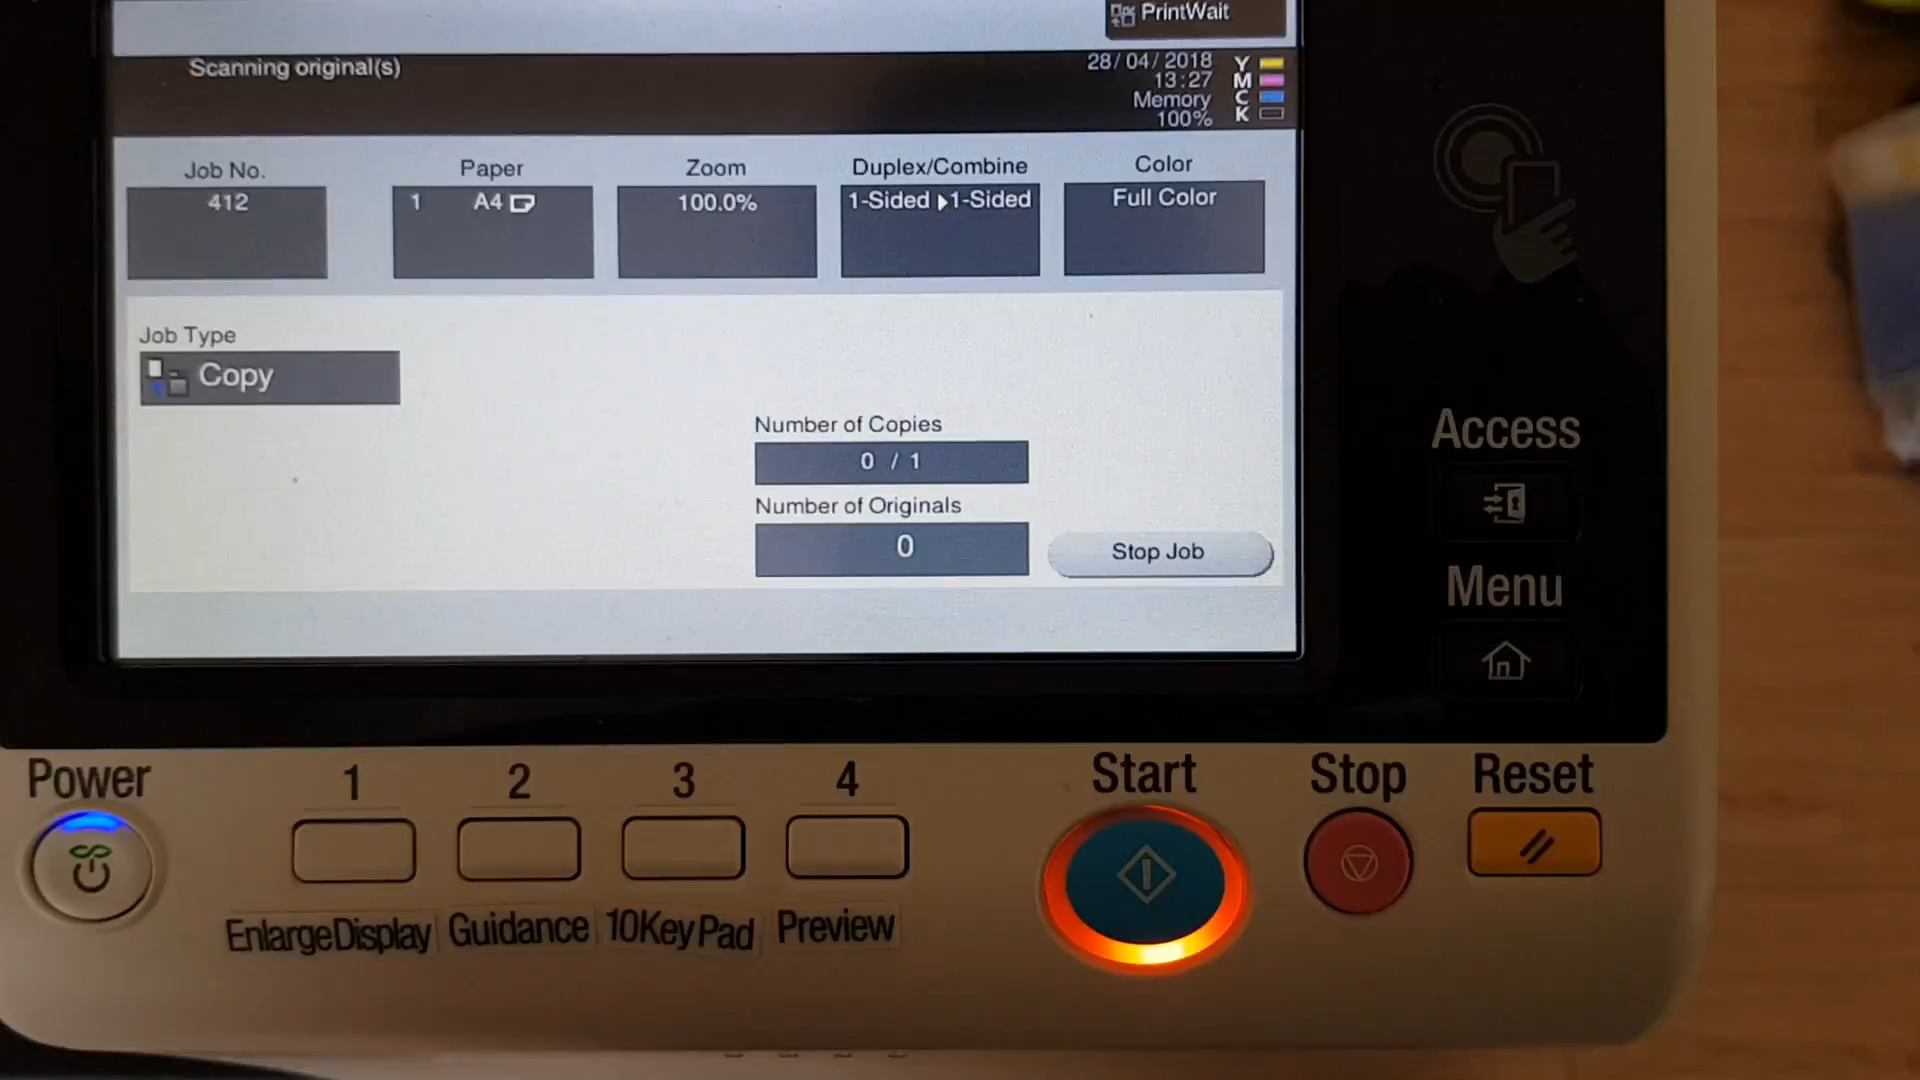 PrintWait
Scanning original(s)
28/04/2018
13:27
Memory
100%
Y
M
C
K
Job No.
412
Paper
1 A4
Zoom
100.0%
Duplex/Combine
1-Sided 1-Sided
Color
Full Color
Job Type
Copy
Number of Copies
0 / 1
Number of Originals
0
Stop Job
Access
Menu
Power
1
2
3
4
Start
Stop
Reset
EnlargeDisplay
Guidance
10KeyPad
Preview